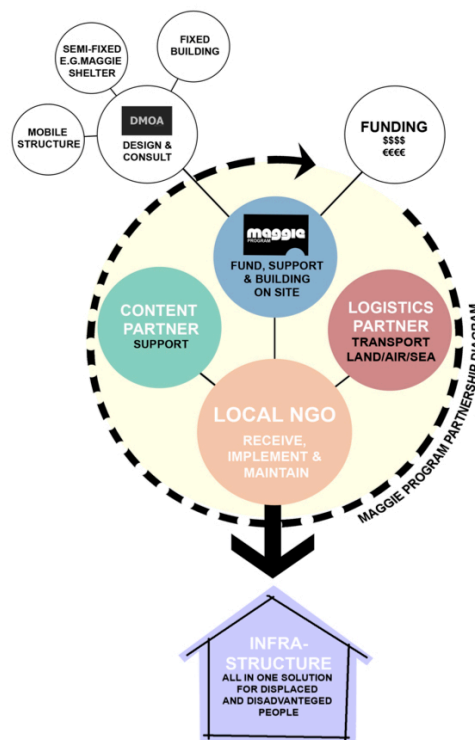 SEMI-FIXED
E.G.MAGGIE
SHELTER
FIXED
BUILDING
MOBILE
STRUCTURE
DMOA
DESIGN &
CONSULT
FUNDING
$$$$
€€€€
maggie
PROGRAM
FUND, SUPPORT
& BUILDING
ON SITE
CONTENT
PARTNER
SUPPORT
LOGISTICS
PARTNER
TRANSPORT
LAND/AIR/SEA
LOCAL NGO
RECEIVE,
IMPLEMENT &
MAINTAIN
MAGGIE PROGRAM PARTNERSHIP DIAGRAM
INFRA-
STRUCTURE
ALL IN ONE SOLUTION
FOR DISPLACED
AND DISADVANTEGED
PEOPLE